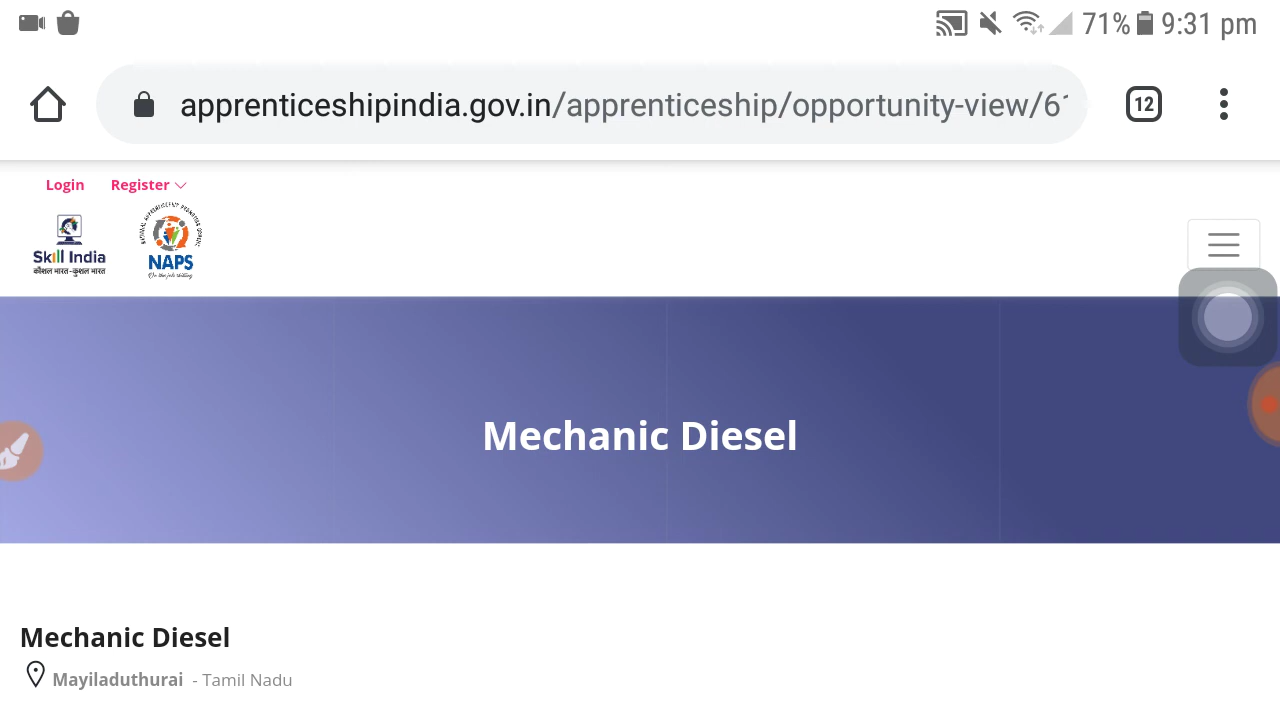 71% 9:31 pm
apprenticeshipindia.gov.in/apprenticeship/opportunity-view/6
12
Login Register
Skill India
कौशल भारत-कुशल भारत
NAPS
Mechanic Diesel
Mechanic Diesel
Mayiladuthurai - Tamil Nadu